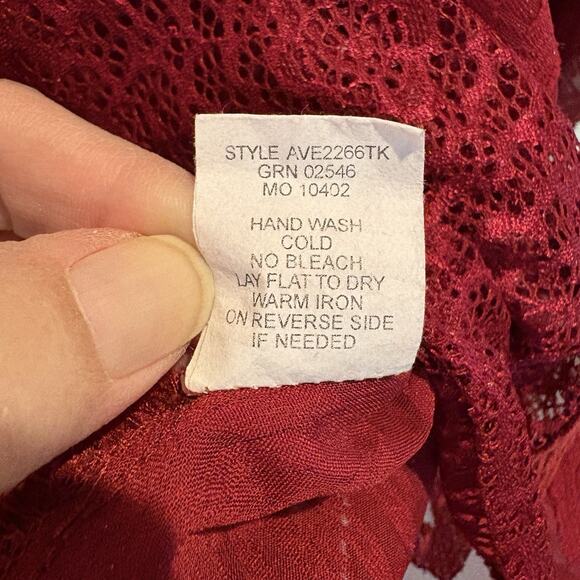 STYLE AVE2266TK
GRN 02546
MO 10402
HAND WASH
COLD
NO BLEACH
LAY FLAT TO DRY
WARM IRON
ON REVERSE SIDE
IF NEEDED